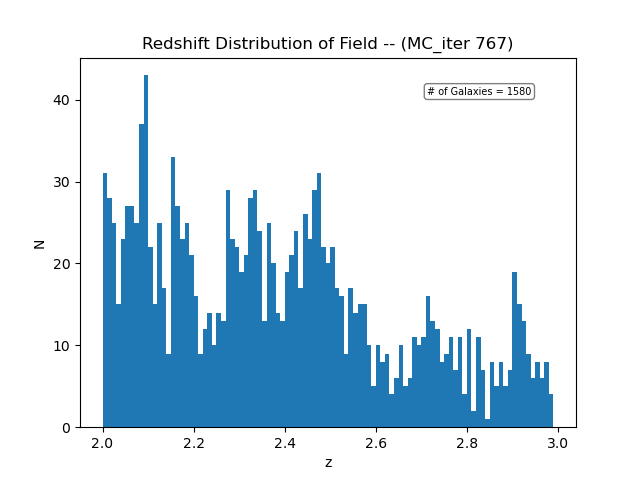 Redshift Distribution of Field -- (MC_iter 767)
# of Galaxies = 1580
40
30
20
10
0
N
2.0 2.2 2.4 2.6 2.8 3.0
z